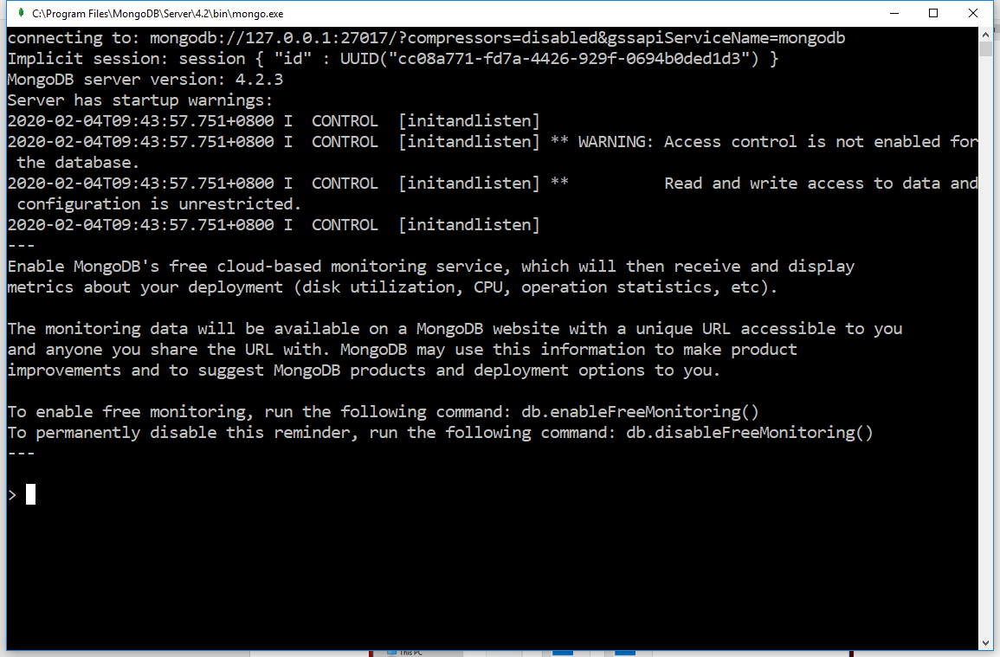 C:\Program Files\MongoDB\Server\4.2\bin\mongo.exe
connecting to: mongodb://127.0.0.1:27017/?compressors=disabled&gssapiServiceName=mongodb
Implicit session: session { "id" : UUID("cc08a771-fd7a-4426-929f-0694b0ded1d3") }
MongoDB server version: 4.2.3
Server has startup warnings:
2020-02-04T09:43:57.751+0800 I  CONTROL  [initandlisten]
2020-02-04T09:43:57.751+0800 I  CONTROL  [initandlisten] ** WARNING: Access control is not enabled for
 the database.
2020-02-04T09:43:57.751+0800 I  CONTROL  [initandlisten] **          Read and write access to data and
 configuration is unrestricted.
2020-02-04T09:43:57.751+0800 I  CONTROL  [initandlisten]
---
Enable MongoDB's free cloud-based monitoring service, which will then receive and display
metrics about your deployment (disk utilization, CPU, operation statistics, etc).
The monitoring data will be available on a MongoDB website with a unique URL accessible to you
and anyone you share the URL with. MongoDB may use this information to make product
improvements and to suggest MongoDB products and deployment options to you.
To enable free monitoring, run the following command: db.enableFreeMonitoring()
To permanently disable this reminder, run the following command: db.disableFreeMonitoring()
---
>
This PC